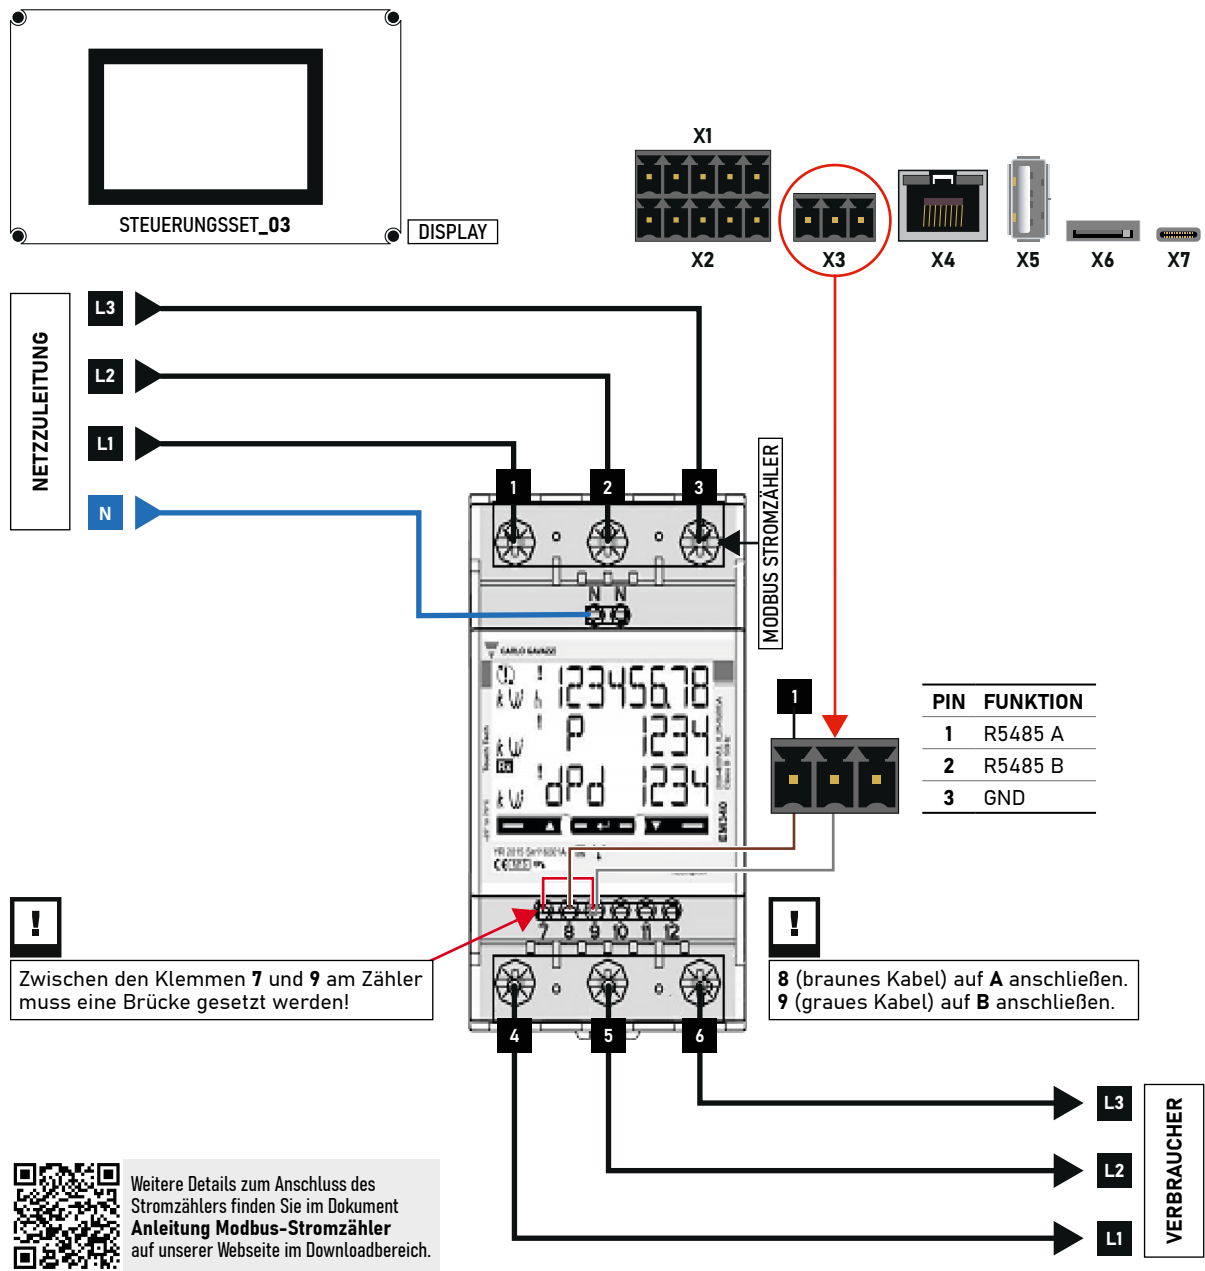 STEUERUNGSSET_03
DISPLAY
X1
X2
X3
X4
X5
X6
X7
NETZZULEITUNG
L3
L2
L1
N
1
2
3
MODBUS STROMZÄHLER
N N
CARLO GAVAZZI
12345678
kW h
P 1234
kW
Rx
dPd 1234
kW
EM340
1
PIN FUNKTION
1 R5485 A
2 R5485 B
3 GND
7 8 9 10 11 12
!
Zwischen den Klemmen 7 und 9 am Zähler
muss eine Brücke gesetzt werden!
!
8 (braunes Kabel) auf A anschließen.
9 (graues Kabel) auf B anschließen.
4
5
6
L3
L2
L1
VERBRAUCHER
Weitere Details zum Anschluss des
Stromzählers finden Sie im Dokument
Anleitung Modbus-Stromzähler
auf unserer Webseite im Downloadbereich.